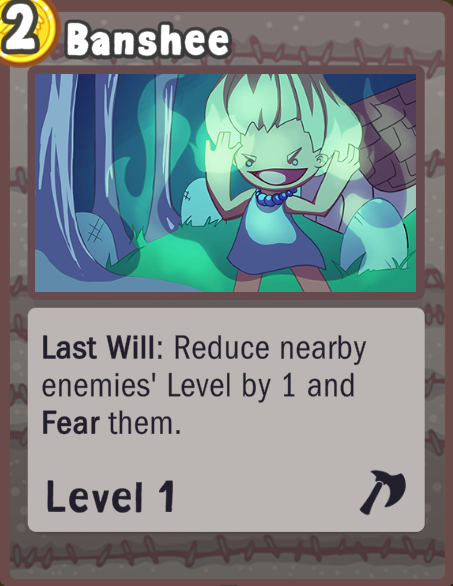 2
Banshee
Last Will: Reduce nearby
enemies' Level by 1 and
Fear them.
Level 1